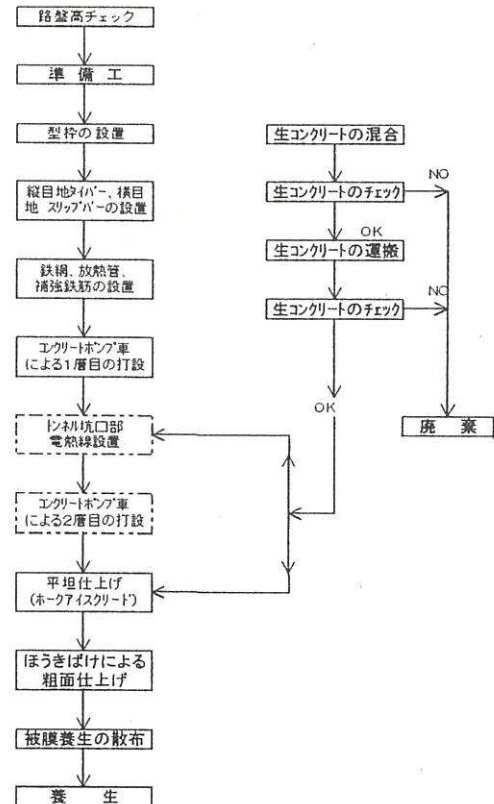 路盤高チェック
準備工
型枠の設置
縦目地タイバー、横目
地 スリップバーの設置
鉄網、放熱管、
補強鉄筋の設置
コンクリートポンプ車
による1層目の打設
トンネル坑口部
電熱線設置
コンクリートポンプ車
による2層目の打設
平坦仕上げ
(ホークアイスクリード)
ほうきばけによる
粗面仕上げ
被膜養生の散布
養生
生コンクリートの混合
生コンクリートのチェック
NO
OK
生コンクリートの運搬
生コンクリートのチェック
NO
OK
廃棄